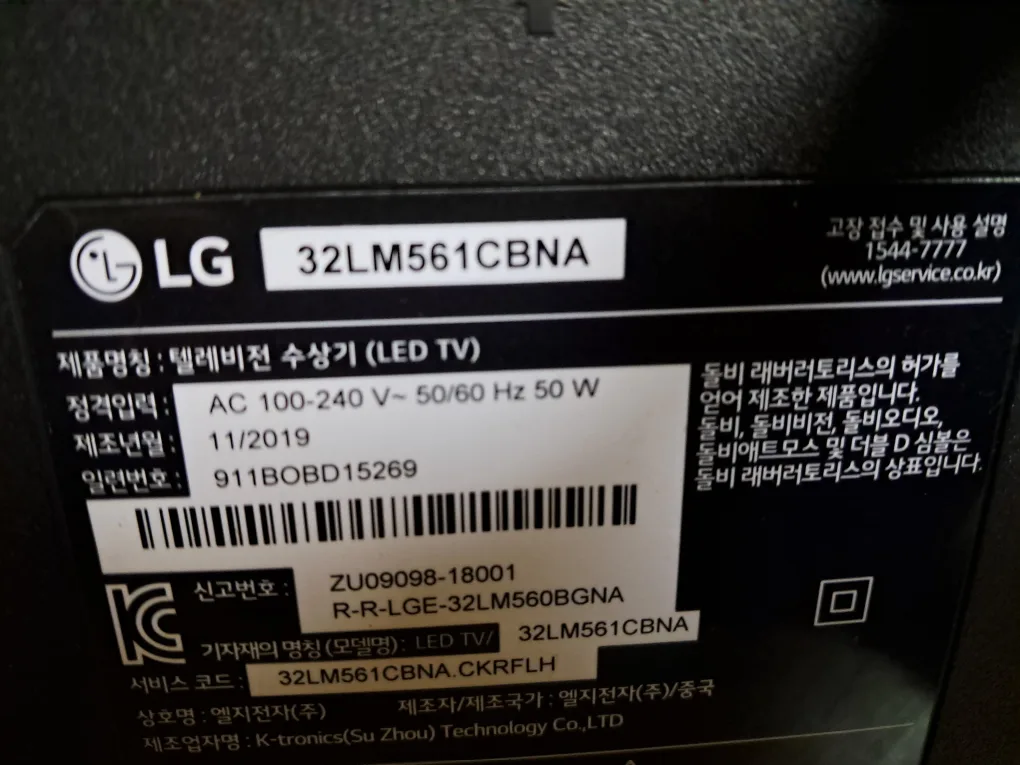 LG 32LM561CBNA
고장 접수 및 사용 설명
1544-7777
(www.lgservice.co.kr)
제품명칭 : 텔레비전 수상기 (LED TV)
정격입력 : AC 100-240 V~ 50/60 Hz 50 W
제조년월 : 11/2019
일련번호 : 911BOBD15269
돌비 래버러토리스의 허가를
얻어 제조한 제품입니다.
돌비, 돌비비전, 돌비오디오,
돌비애트모스 및 더블 D 심볼은
돌비 래버러토리스의 상표입니다.
신고번호 : ZU09098-18001
R-R-LGE-32LM560BGNA
기자재의 명칭 (모델명) : LED TV/ 32LM561CBNA
서비스 코드 : 32LM561CBNA.CKRFLH
상호명 : 엘지전자(주) 제조자/제조국가 : 엘지전자(주)/중국
제조업자명 : K-tronics(Su Zhou) Technology Co.,LTD